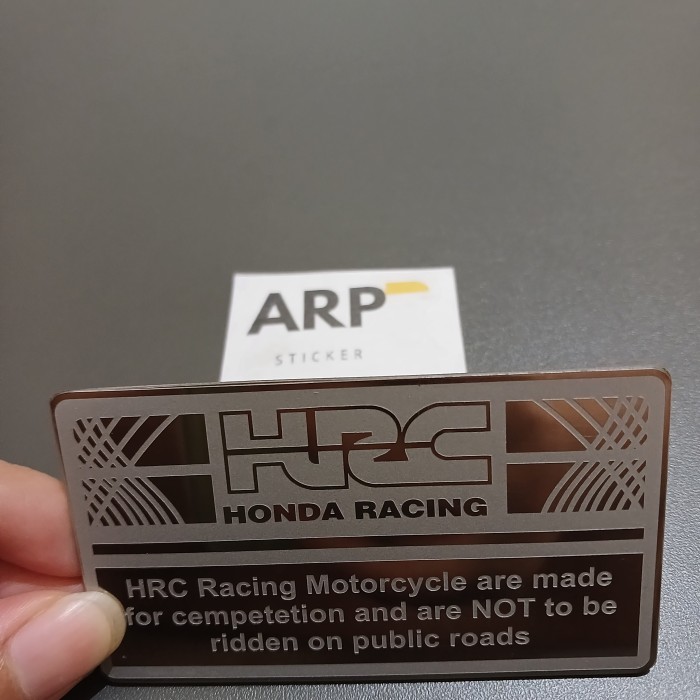 ARP
STICKER
HRC
HONDA RACING
HRC Racing Motorcycle are made
for cempetetion and are NOT to be
ridden on public roads